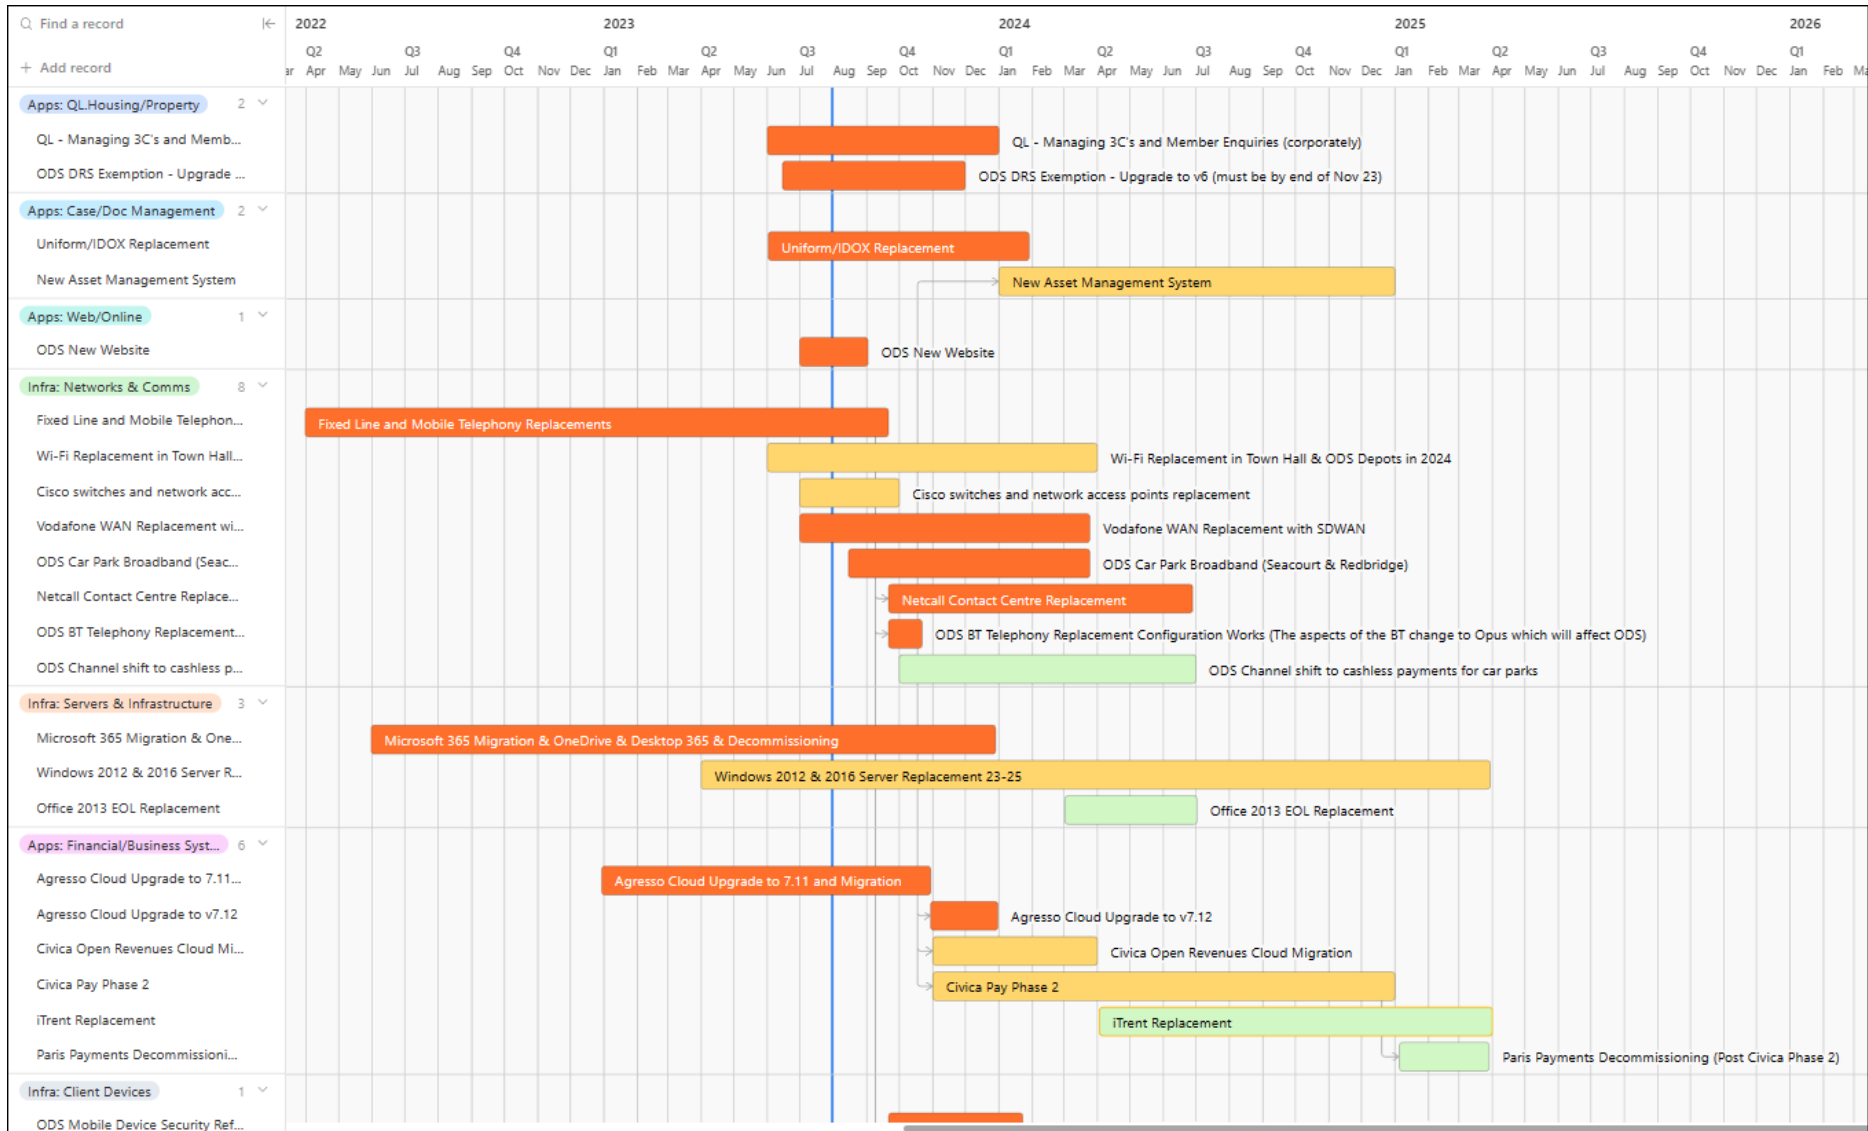 Find a record
2022 2023 2024 2025 2026
Q2 Q3 Q4 Q1 Q2 Q3 Q4 Q1 Q2 Q3 Q4 Q1 Q2 Q3 Q4 Q1
Add record
ar Apr May Jun Jul Aug Sep Oct Nov Dec Jan Feb Mar Apr May Jun Jul Aug Sep Oct Nov Dec Jan Feb Mar Apr May Jun Jul Aug Sep Oct Nov Dec Jan Feb Mar Apr May Jun Jul Aug Sep Oct Nov Dec Jan Feb Ma
Apps: QL.Housing/Property 2
QL - Managing 3C's and Memb... QL - Managing 3C's and Member Enquiries (corporately)
ODS DRS Exemption - Upgrade ... ODS DRS Exemption - Upgrade to v6 (must be by end of Nov 23)
Apps: Case/Doc Management 2
Uniform/IDOX Replacement Uniform/IDOX Replacement
New Asset Management System New Asset Management System
Apps: Web/Online 1
ODS New Website ODS New Website
Infra: Networks & Comms 8
Fixed Line and Mobile Telephon... Fixed Line and Mobile Telephony Replacements
Wi-Fi Replacement in Town Hall... Wi-Fi Replacement in Town Hall & ODS Depots in 2024
Cisco switches and network acc... Cisco switches and network access points replacement
Vodafone WAN Replacement wi... Vodafone WAN Replacement with SDWAN
ODS Car Park Broadband (Seac... ODS Car Park Broadband (Seacourt & Redbridge)
Netcall Contact Centre Replace... Netcall Contact Centre Replacement
ODS BT Telephony Replacement... ODS BT Telephony Replacement Configuration Works (The aspects of the BT change to Opus which will affect ODS)
ODS Channel shift to cashless p... ODS Channel shift to cashless payments for car parks
Infra: Servers & Infrastructure 3
Microsoft 365 Migration & One... Microsoft 365 Migration & OneDrive & Desktop 365 & Decommissioning
Windows 2012 & 2016 Server R... Windows 2012 & 2016 Server Replacement 23-25
Office 2013 EOL Replacement Office 2013 EOL Replacement
Apps: Financial/Business Syst... 6
Agresso Cloud Upgrade to 7.11... Agresso Cloud Upgrade to 7.11 and Migration
Agresso Cloud Upgrade to v7.12 Agresso Cloud Upgrade to v7.12
Civica Open Revenues Cloud Mi... Civica Open Revenues Cloud Migration
Civica Pay Phase 2 Civica Pay Phase 2
iTrent Replacement iTrent Replacement
Paris Payments Decommissioni... Paris Payments Decommissioning (Post Civica Phase 2)
Infra: Client Devices 1
ODS Mobile Device Security Ref...